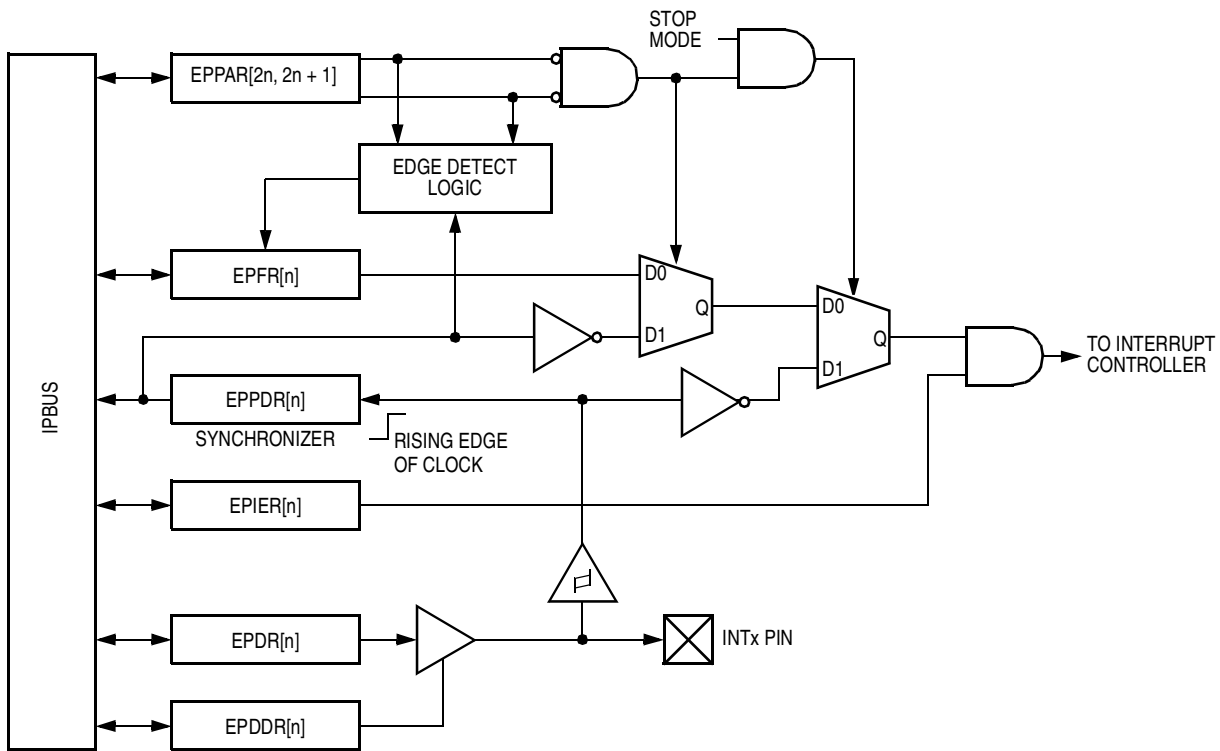 STOP
MODE
EPPAR[2n, 2n + 1]
EDGE DETECT
LOGIC
EPFR[n]
D0
Q
D1
D0
Q
D1
TO INTERRUPT
CONTROLLER
IPBUS
EPPDR[n]
SYNCHRONIZER
RISING EDGE
OF CLOCK
EPIER[n]
EPDR[n]
INTx PIN
EPDDR[n]